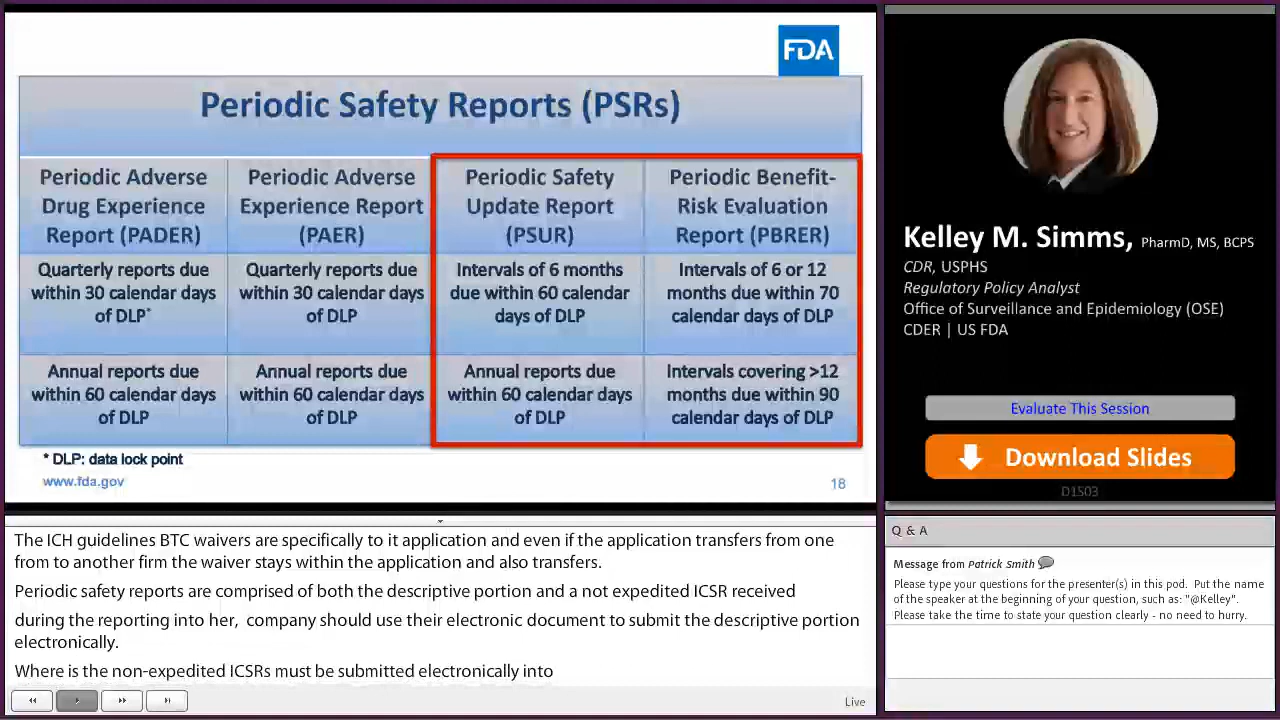 FDA
Periodic Safety Reports (PSRs)
Periodic Adverse
Drug Experience
Report (PADER)
Periodic Adverse
Experience Report
(PAER)
Periodic Safety
Update Report
(PSUR)
Periodic Benefit-
Risk Evaluation
Report (PBRER)
Quarterly reports due
within 30 calendar days
of DLP*
Quarterly reports due
within 30 calendar days
of DLP
Intervals of 6 months
due within 60 calendar
days of DLP
Intervals of 6 or 12
months due within 70
calendar days of DLP
Annual reports due
within 60 calendar days
of DLP
Annual reports due
within 60 calendar days
of DLP
Annual reports due
within 60 calendar days
of DLP
Intervals covering >12
months due within 90
calendar days of DLP
* DLP: data lock point
www.fda.gov
18
The ICH guidelines BTC waivers are specifically to it application and even if the application transfers from one
from to another firm the waiver stays within the application and also transfers.
Periodic safety reports are comprised of both the descriptive portion and a not expedited ICSR received
during the reporting into her, company should use their electronic document to submit the descriptive portion
electronically.
Where is the non-expedited ICSRs must be submitted electronically into
Live
Kelley M. Simms, PharmD, MS, BCPS
CDR, USPHS
Regulatory Policy Analyst
Office of Surveillance and Epidemiology (OSE)
CDER | US FDA
Evaluate This Session
Download Slides
D1S03
Q & A
Message from Patrick Smith
Please type your questions for the presenter(s) in this pod. Put the name
of the speaker at the beginning of your question, such as: "@Kelley".
Please take the time to state your question clearly - no need to hurry.